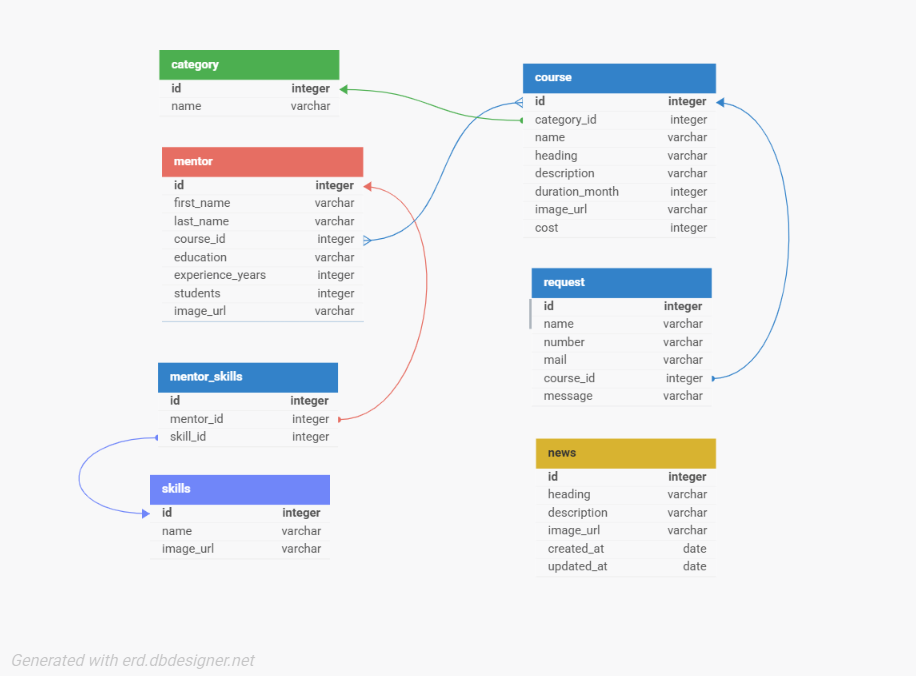 category
id integer
name varchar
mentor
id integer
first_name varchar
last_name varchar
course_id integer
education varchar
experience_years integer
students integer
image_url varchar
mentor_skills
id integer
mentor_id integer
skill_id integer
skills
id integer
name varchar
image_url varchar
course
id integer
category_id integer
name varchar
heading varchar
description varchar
duration_month integer
image_url varchar
cost integer
request
id integer
name varchar
number varchar
mail varchar
course_id integer
message varchar
news
id integer
heading varchar
description varchar
image_url varchar
created_at date
updated_at date
Generated with erd.dbdesigner.net